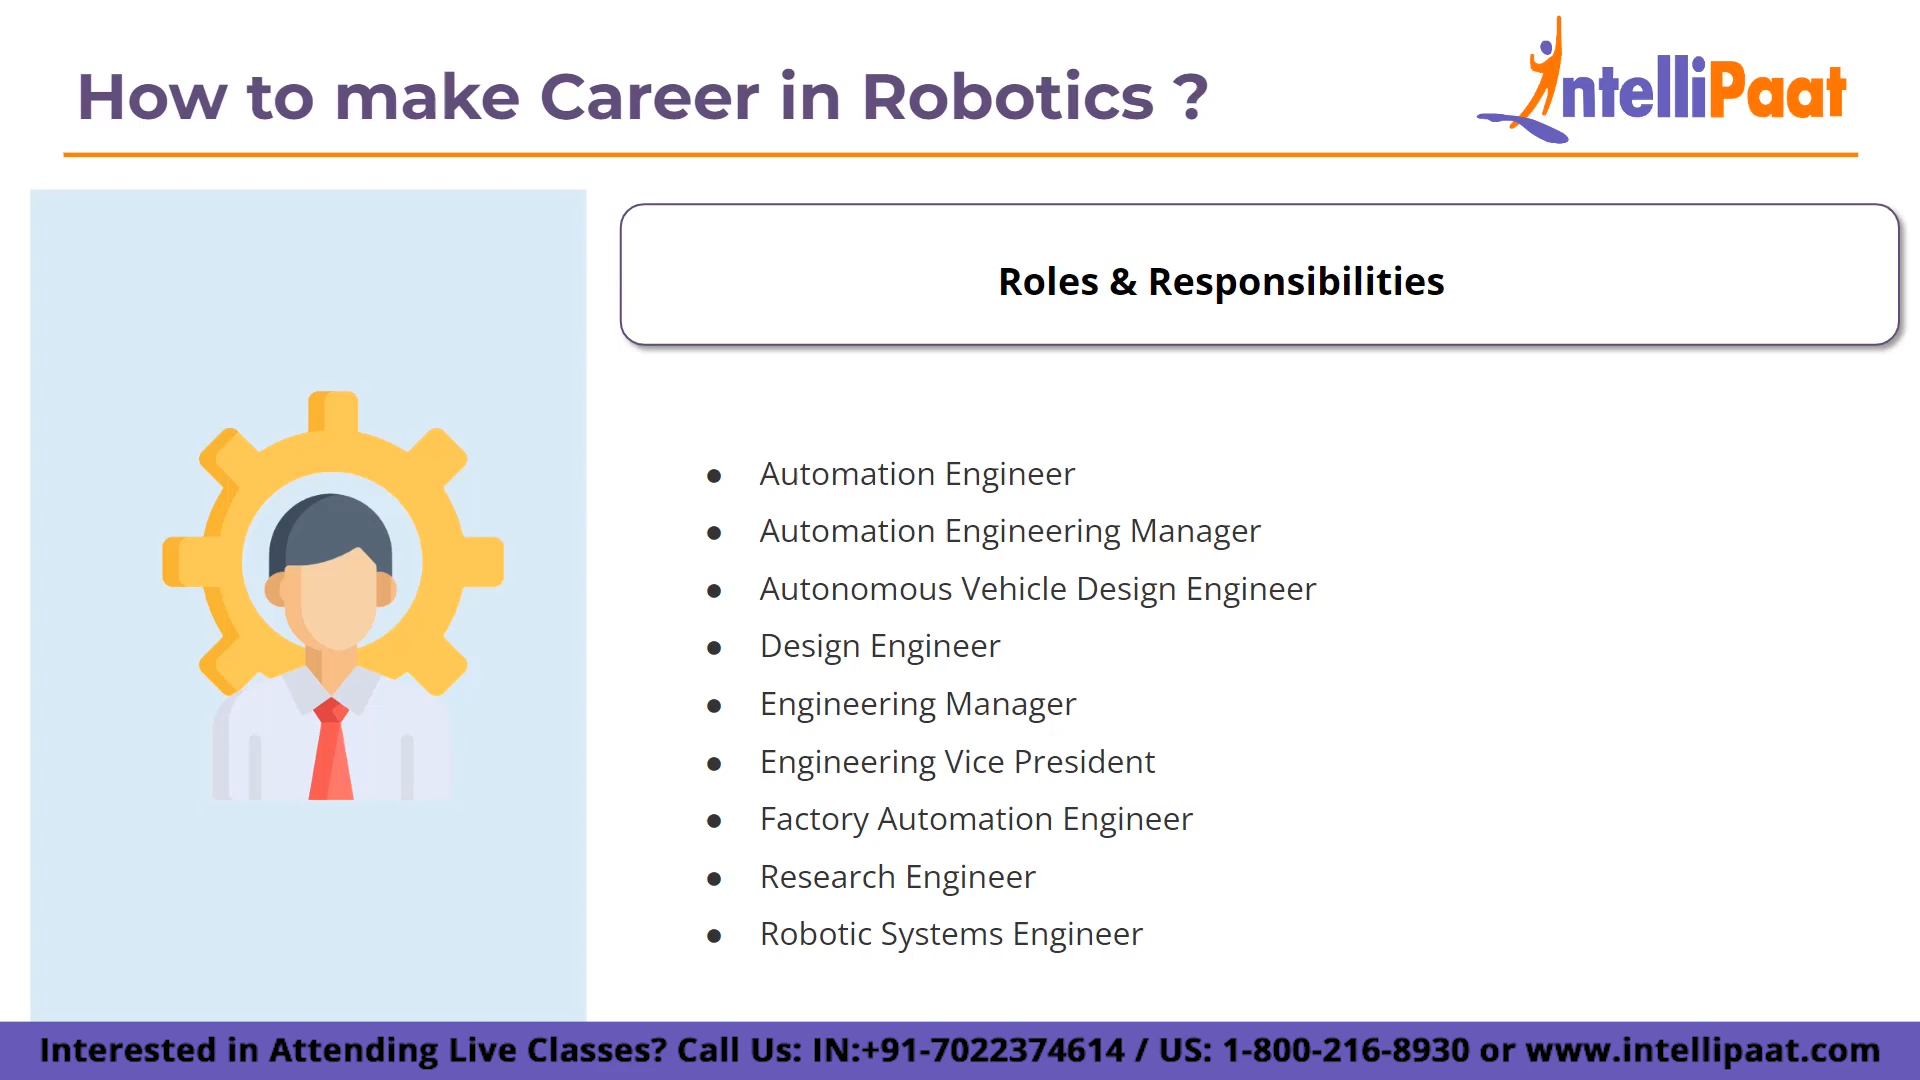 How to make Career in Robotics ?
IntelliPaat
Roles & Responsibilities
● Automation Engineer
● Automation Engineering Manager
● Autonomous Vehicle Design Engineer
● Design Engineer
● Engineering Manager
● Engineering Vice President
● Factory Automation Engineer
● Research Engineer
● Robotic Systems Engineer
Interested in Attending Live Classes? Call Us: IN:+91-7022374614 / US: 1-800-216-8930 or www.intellipaat.com